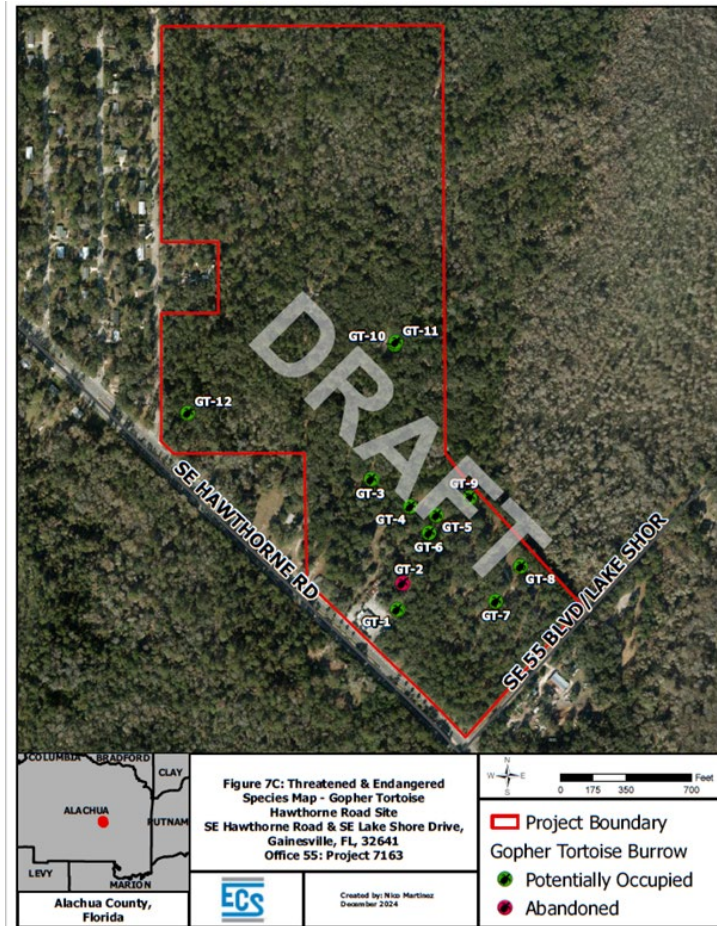 DRAFT
GT-10
GT-11
GT-12
GT-3
GT-9
GT-4
GT-5
GT-6
GT-2
GT-8
GT-7
GT-1
SE HAWTHORNE RD
SE 55 BLVD/LAKE SHOR
COLUMBIA
BRADFORD
CLAY
ALACHUA
PUTNAM
LEVY
MARION
Alachua County,
Florida
Figure 7C: Threatened & Endangered
Species Map - Gopher Tortoise
Hawthorne Road Site
SE Hawthorne Road & SE Lake Shore Drive,
Gainesville, FL, 32641
Office 55: Project 7163
ECS
Created by: Nico Martinez
December 2024
N
W
E
S
Feet
0 175 350 700
Project Boundary
Gopher Tortoise Burrow
Potentially Occupied
Abandoned